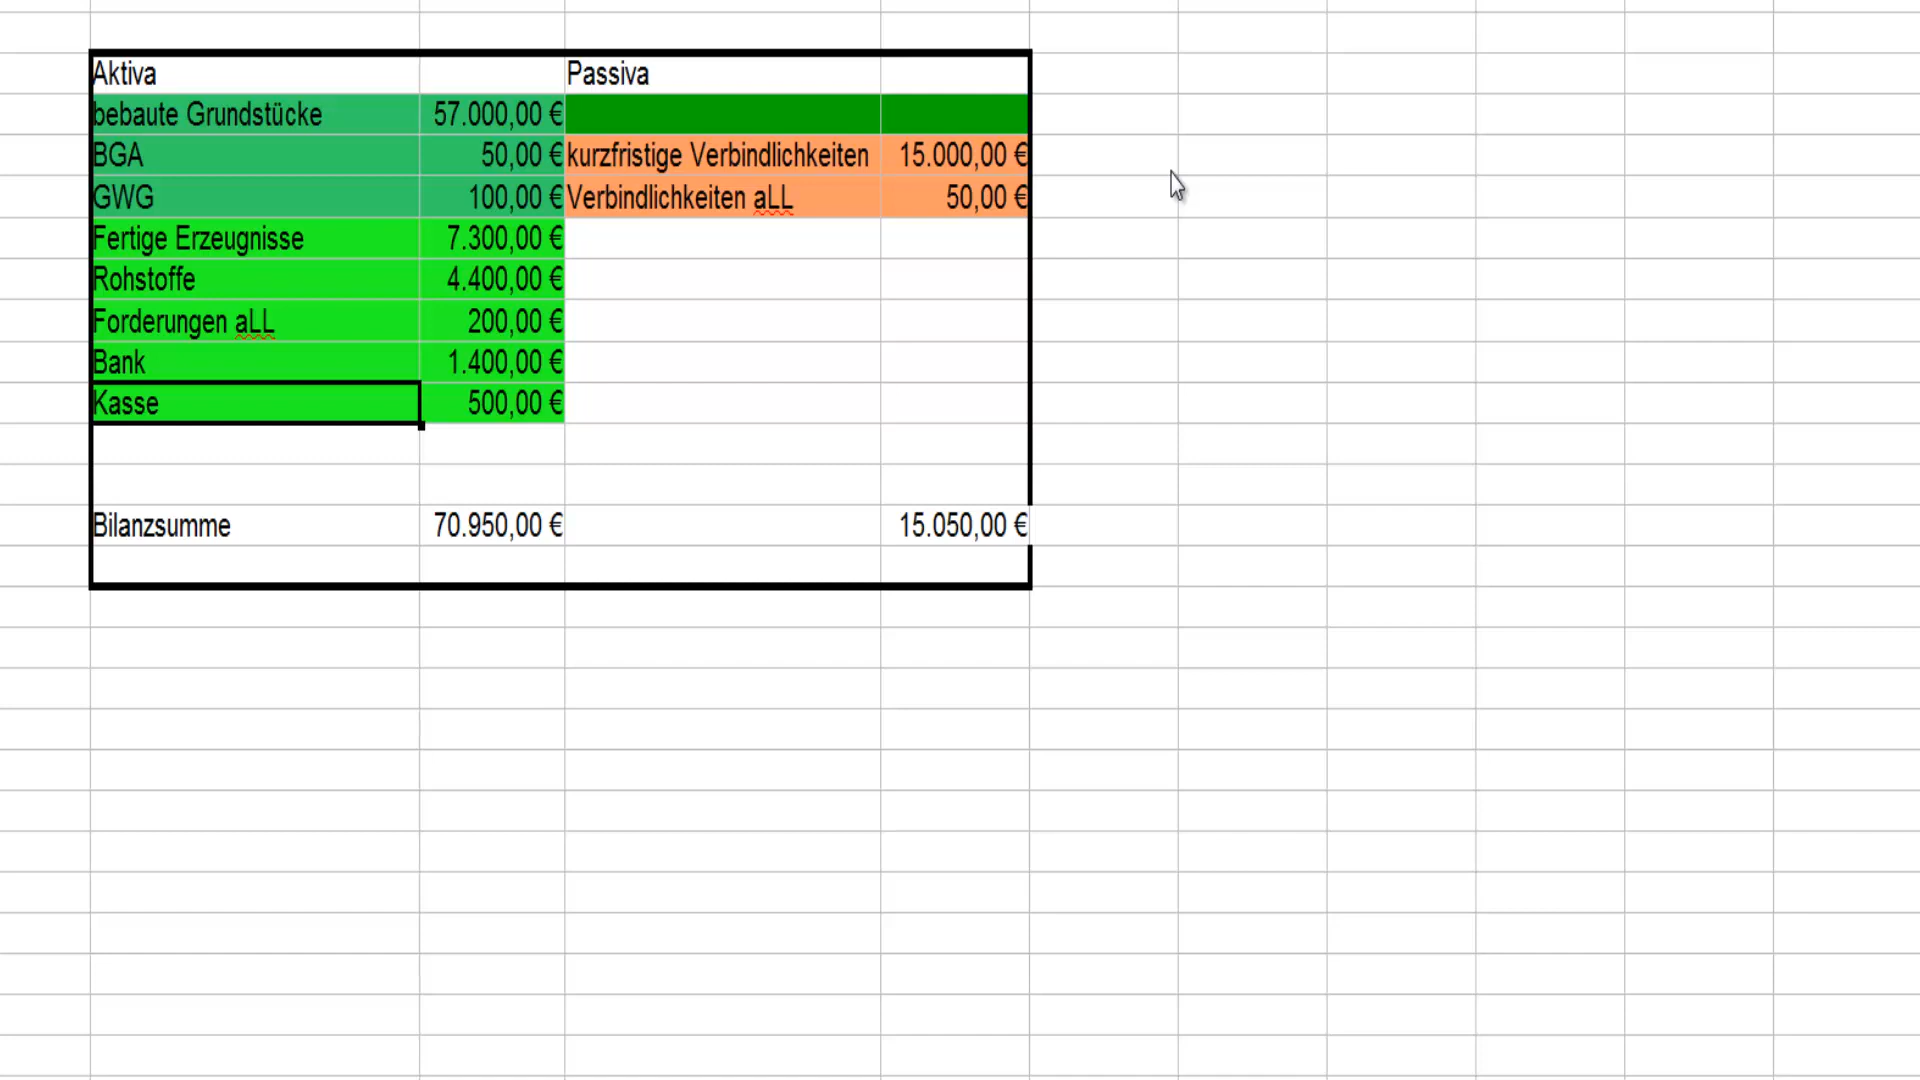 Aktiva Passiva
bebaute Grundstücke 57.000,00 €
BGA 50,00 € kurzfristige Verbindlichkeiten 15.000,00 €
GWG 100,00 € Verbindlichkeiten aLL 50,00 €
Fertige Erzeugnisse 7.300,00 €
Rohstoffe 4.400,00 €
Forderungen aLL 200,00 €
Bank 1.400,00 €
Kasse 500,00 €
Bilanzsumme 70.950,00 € 15.050,00 €